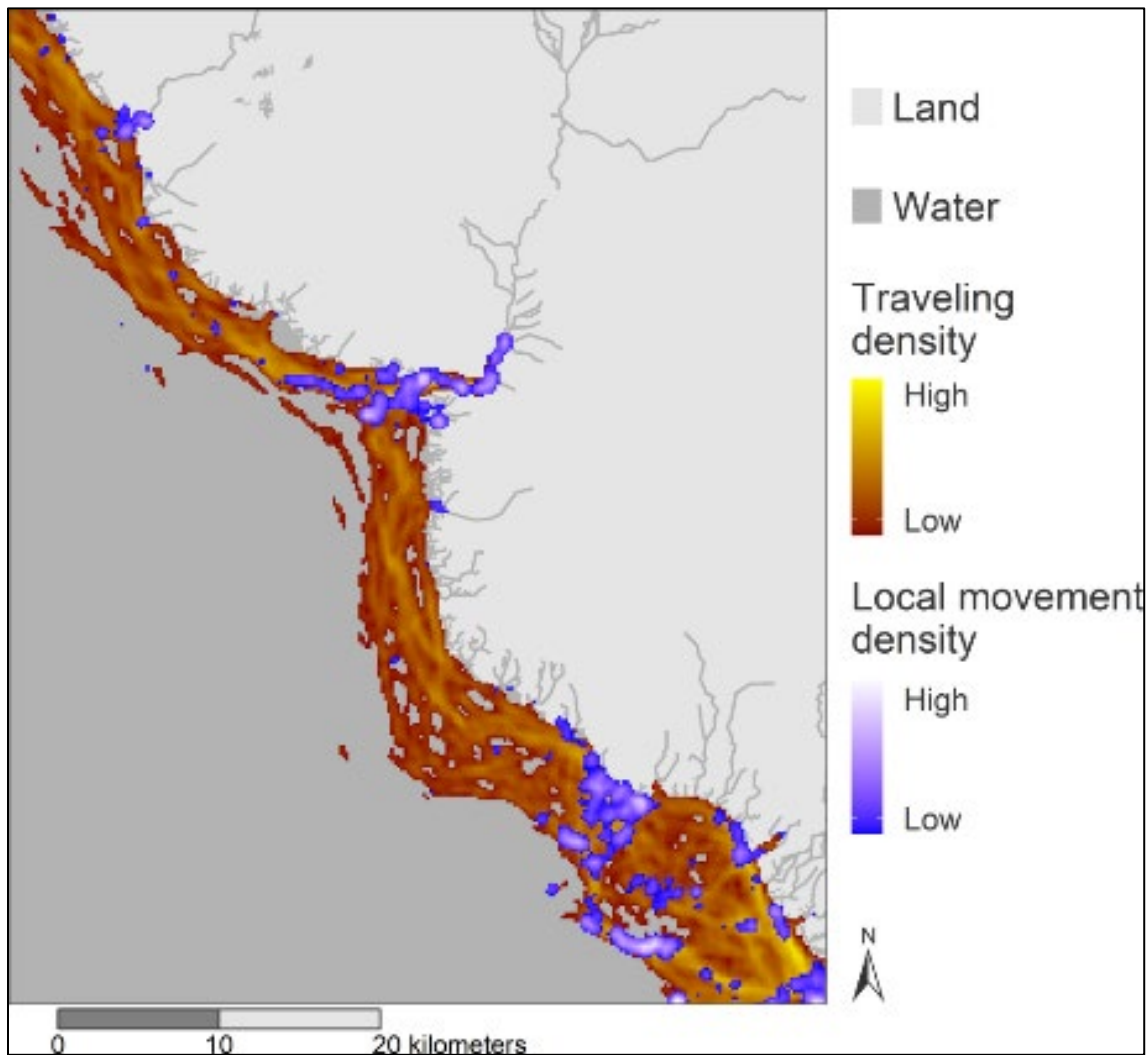 Land
Water
Traveling
density
High
Low
Local movement
density
High
Low
N
0 10 20 kilometers